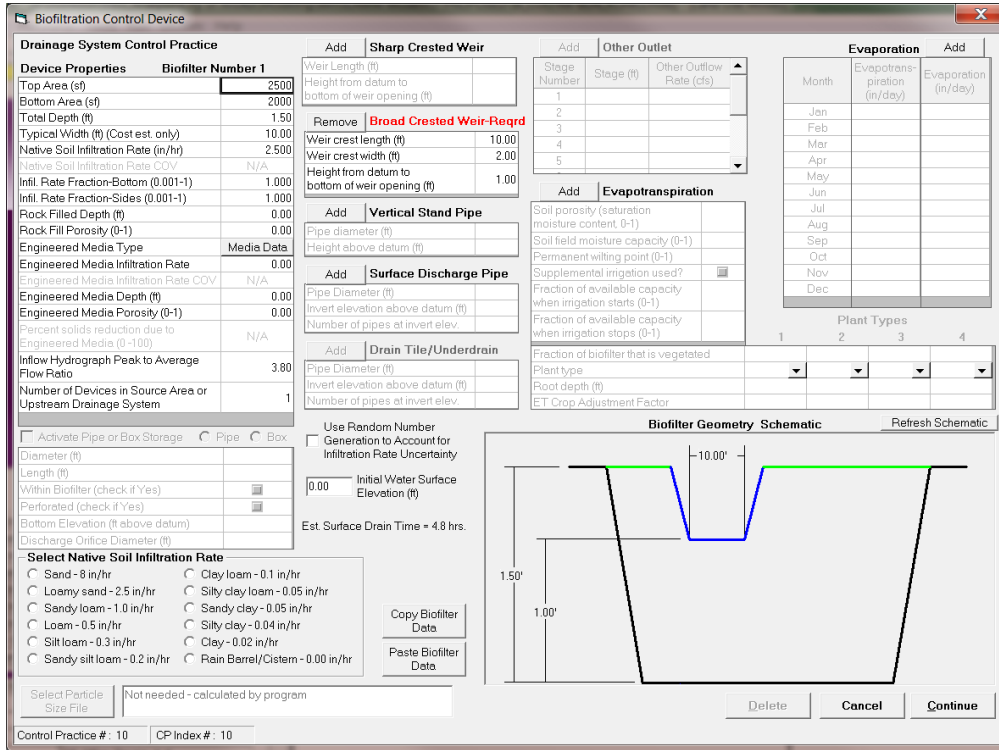 Biofiltration Control Device
X
Drainage System Control Practice
Device Properties Biofilter Number 1
Top Area (sf) 2500
Bottom Area (sf) 2000
Total Depth (ft) 1.50
Typical Width (ft) (Cost est. only) 10.00
Native Soil Infiltration Rate (in/hr) 2.500
Native Soil Infiltration Rate COV N/A
Infil. Rate Fraction-Bottom (0.001-1) 1.000
Infil. Rate Fraction-Sides (0.001-1) 1.000
Rock Filled Depth (ft) 0.00
Rock Fill Porosity (0-1) 0.00
Engineered Media Type Media Data
Engineered Media Infiltration Rate 0.00
Engineered Media Infiltration Rate COV N/A
Engineered Media Depth (ft) 0.00
Engineered Media Porosity (0-1) 0.00
Percent solids reduction due to
Engineered Media (0 -100) N/A
Inflow Hydrograph Peak to Average
Flow Ratio 3.80
Number of Devices in Source Area or
Upstream Drainage System 1
Activate Pipe or Box Storage Pipe Box
Diameter (ft)
Length (ft)
Within Biofilter (check if Yes)
Perforated (check if Yes)
Bottom Elevation (ft above datum)
Discharge Orifice Diameter (ft)
Select Native Soil Infiltration Rate
Sand - 8 in/hr Clay loam - 0.1 in/hr
Loamy sand - 2.5 in/hr Silty clay loam - 0.05 in/hr
Sandy loam - 1.0 in/hr Sandy clay - 0.05 in/hr
Loam - 0.5 in/hr Silty clay - 0.04 in/hr
Silt loam - 0.3 in/hr Clay - 0.02 in/hr
Sandy silt loam - 0.2 in/hr Rain Barrel/Cistern - 0.00 in/hr
Select Particle
Size File
Not needed - calculated by program
Control Practice #: 10 CP Index #: 10
Add Sharp Crested Weir
Weir Length (ft)
Height from datum to
bottom of weir opening (ft)
Remove Broad Crested Weir-Reqrd
Weir crest length (ft) 10.00
Weir crest width (ft) 2.00
Height from datum to
bottom of weir opening (ft) 1.00
Add Vertical Stand Pipe
Pipe diameter (ft)
Height above datum (ft)
Add Surface Discharge Pipe
Pipe Diameter (ft)
Invert elevation above datum (ft)
Number of pipes at invert elev.
Add Drain Tile/Underdrain
Pipe Diameter (ft)
Invert elevation above datum (ft)
Number of pipes at invert elev.
Use Random Number
Generation to Account for
Infiltration Rate Uncertainty
0.00 Initial Water Surface
Elevation (ft)
Est. Surface Drain Time = 4.8 hrs.
Copy Biofilter
Data
Paste Biofilter
Data
Add Other Outlet
Stage
Number Stage (ft) Other Outflow
Rate (cfs)
1
2
3
4
5
Add Evapotranspiration
Soil porosity (saturation
moisture content, 0-1)
Soil field moisture capacity (0-1)
Permanent wilting point (0-1)
Supplemental irrigation used?
Fraction of available capacity
when irrigation starts (0-1)
Fraction of available capacity
when irrigation stops (0-1)
Fraction of biofilter that is vegetated
Plant type
Root depth (ft)
ET Crop Adjustment Factor
Evaporation Add
Month Evapotrans-
piration
(in/day) Evaporation
(in/day)
Jan
Feb
Mar
Apr
May
Jun
Jul
Aug
Sep
Oct
Nov
Dec
Plant Types
1 2 3 4
Biofilter Geometry Schematic Refresh Schematic
10.00'
1.50'
1.00'
Delete Cancel Continue